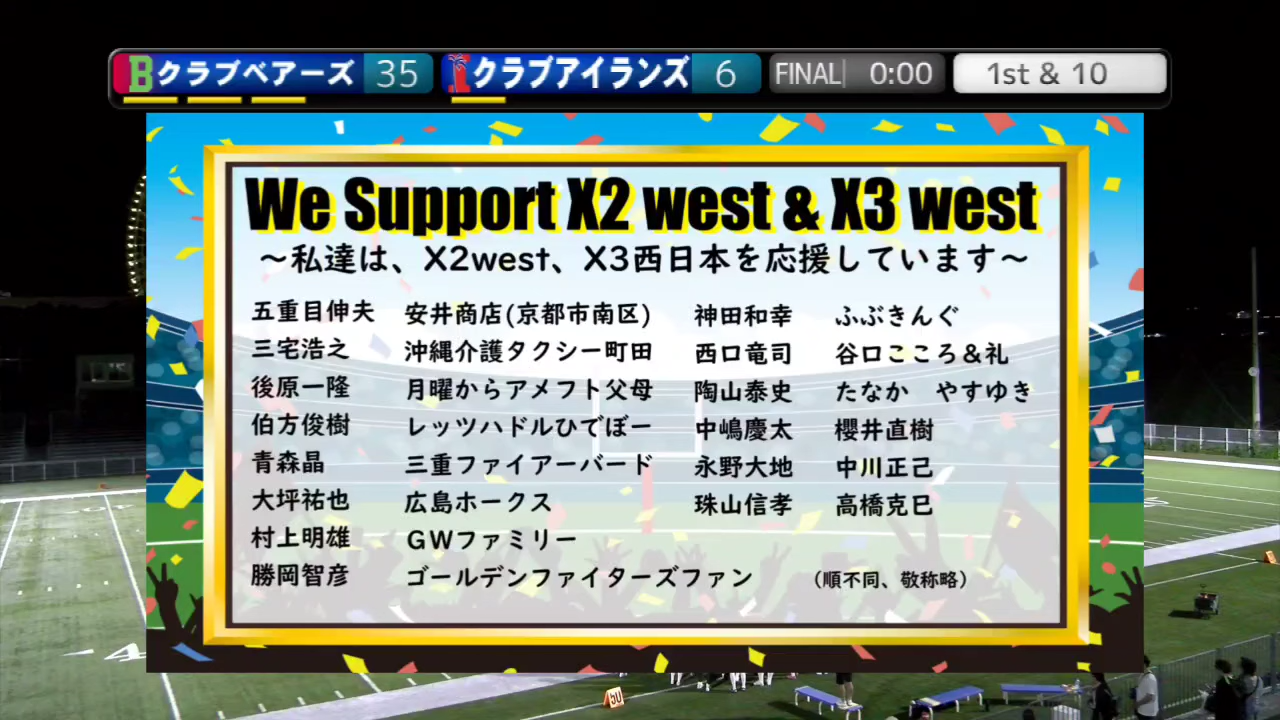 B クラブベアーズ 35 I クラブアイランズ 6 FINAL 0:00 1st & 10
We Support X2 west & X3 west
～私達は、X2west、X3西日本を応援しています～
五重目伸夫 安井商店(京都市南区) 神田和幸 ふぶきんぐ
三宅浩之 沖縄介護タクシー町田 西口竜司 谷口こころ＆礼
後原一隆 月曜からアメフト父母 陶山泰史 たなか やすゆき
伯方俊樹 レッツハドルひでぼー 中嶋慶太 櫻井直樹
青森晶 三重ファイアーバード 永野大地 中川正己
大坪祐也 広島ホークス 珠山信孝 高橋克巳
村上明雄 GWファミリー
勝岡智彦 ゴールデンファイターズファン (順不同、敬称略)
50